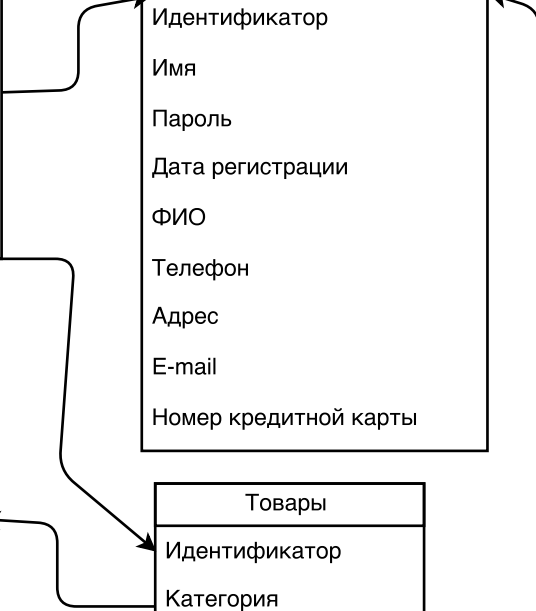 Идентификатор
Имя
Пароль
Дата регистрации
ФИО
Телефон
Адрес
E-mail
Номер кредитной карты
Товары
Идентификатор
Категория